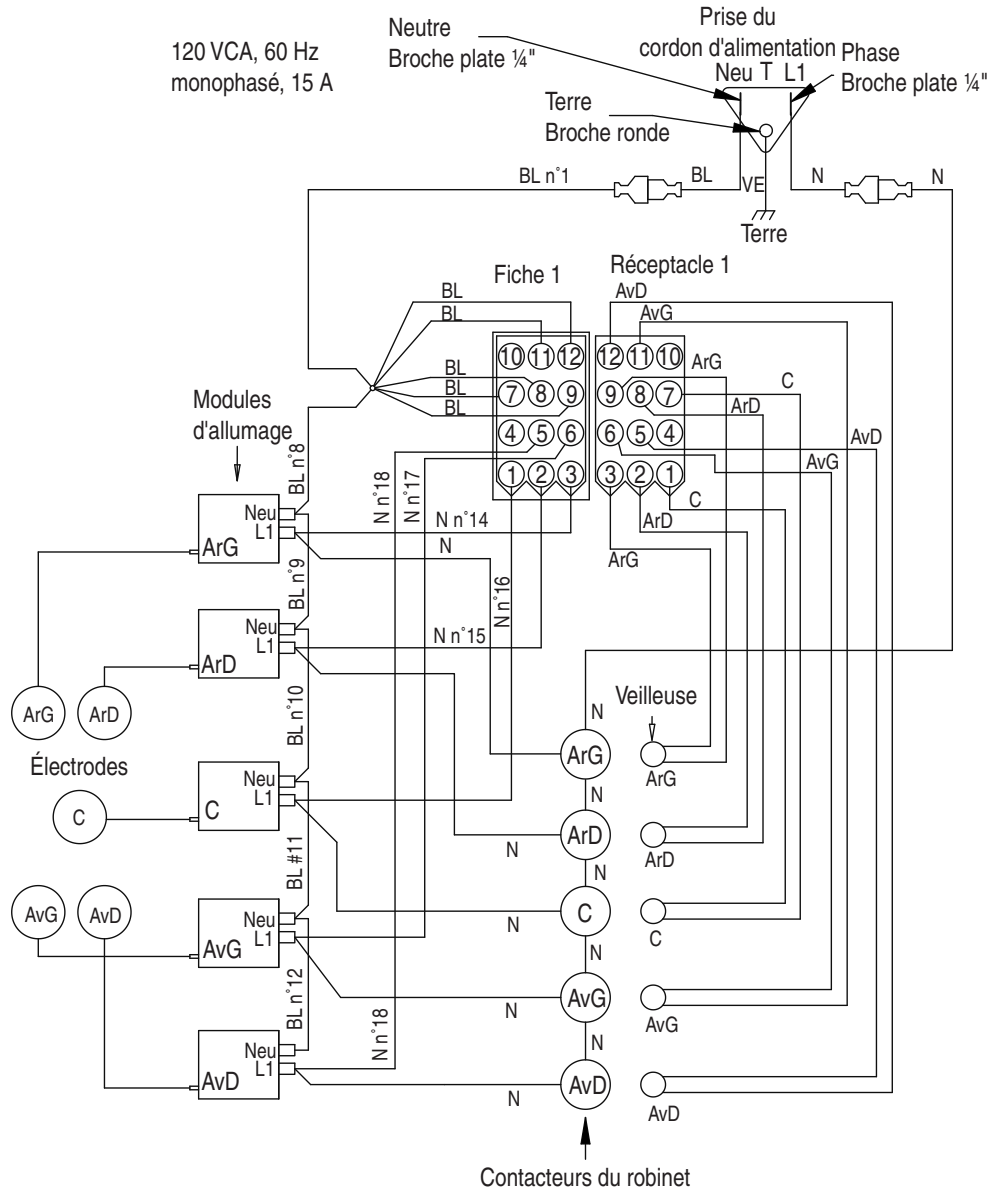 120 VCA, 60 Hz
monophasé, 15 A
Neutre
Broche plate ¼"
Prise du
cordon d'alimentation
Phase
Broche plate ¼"
Neu T L1
Terre
Broche ronde
BL n°1
BL
VE
N
N
Terre
Fiche 1
Réceptacle 1
BL
BL
BL
BL
BL
10 11 12
7 8 9
4 5 6
1 2 3
12 11 10
9 8 7
6 5 4
3 2 1
AvD
AvG
ArG
C
ArD
AvD
AvG
C
ArD
ArG
Modules
d'allumage
BL n°8
N n°18
N n°17
Neu
L1
ArG
N n°14
N
BL n°9
N n°16
Neu
L1
ArD
N n°15
BL n°10
ArG
ArD
Électrodes
Neu
L1
C
C
BL #11
AvG
AvD
Neu
L1
AvG
BL n°12
N n°18
Neu
L1
AvD
N
Veilleuse
ArG
ArG
N
ArD
N
ArD
N
C
N
C
N
AvG
N
AvG
N
AvD
N
AvD
Contacteurs du robinet